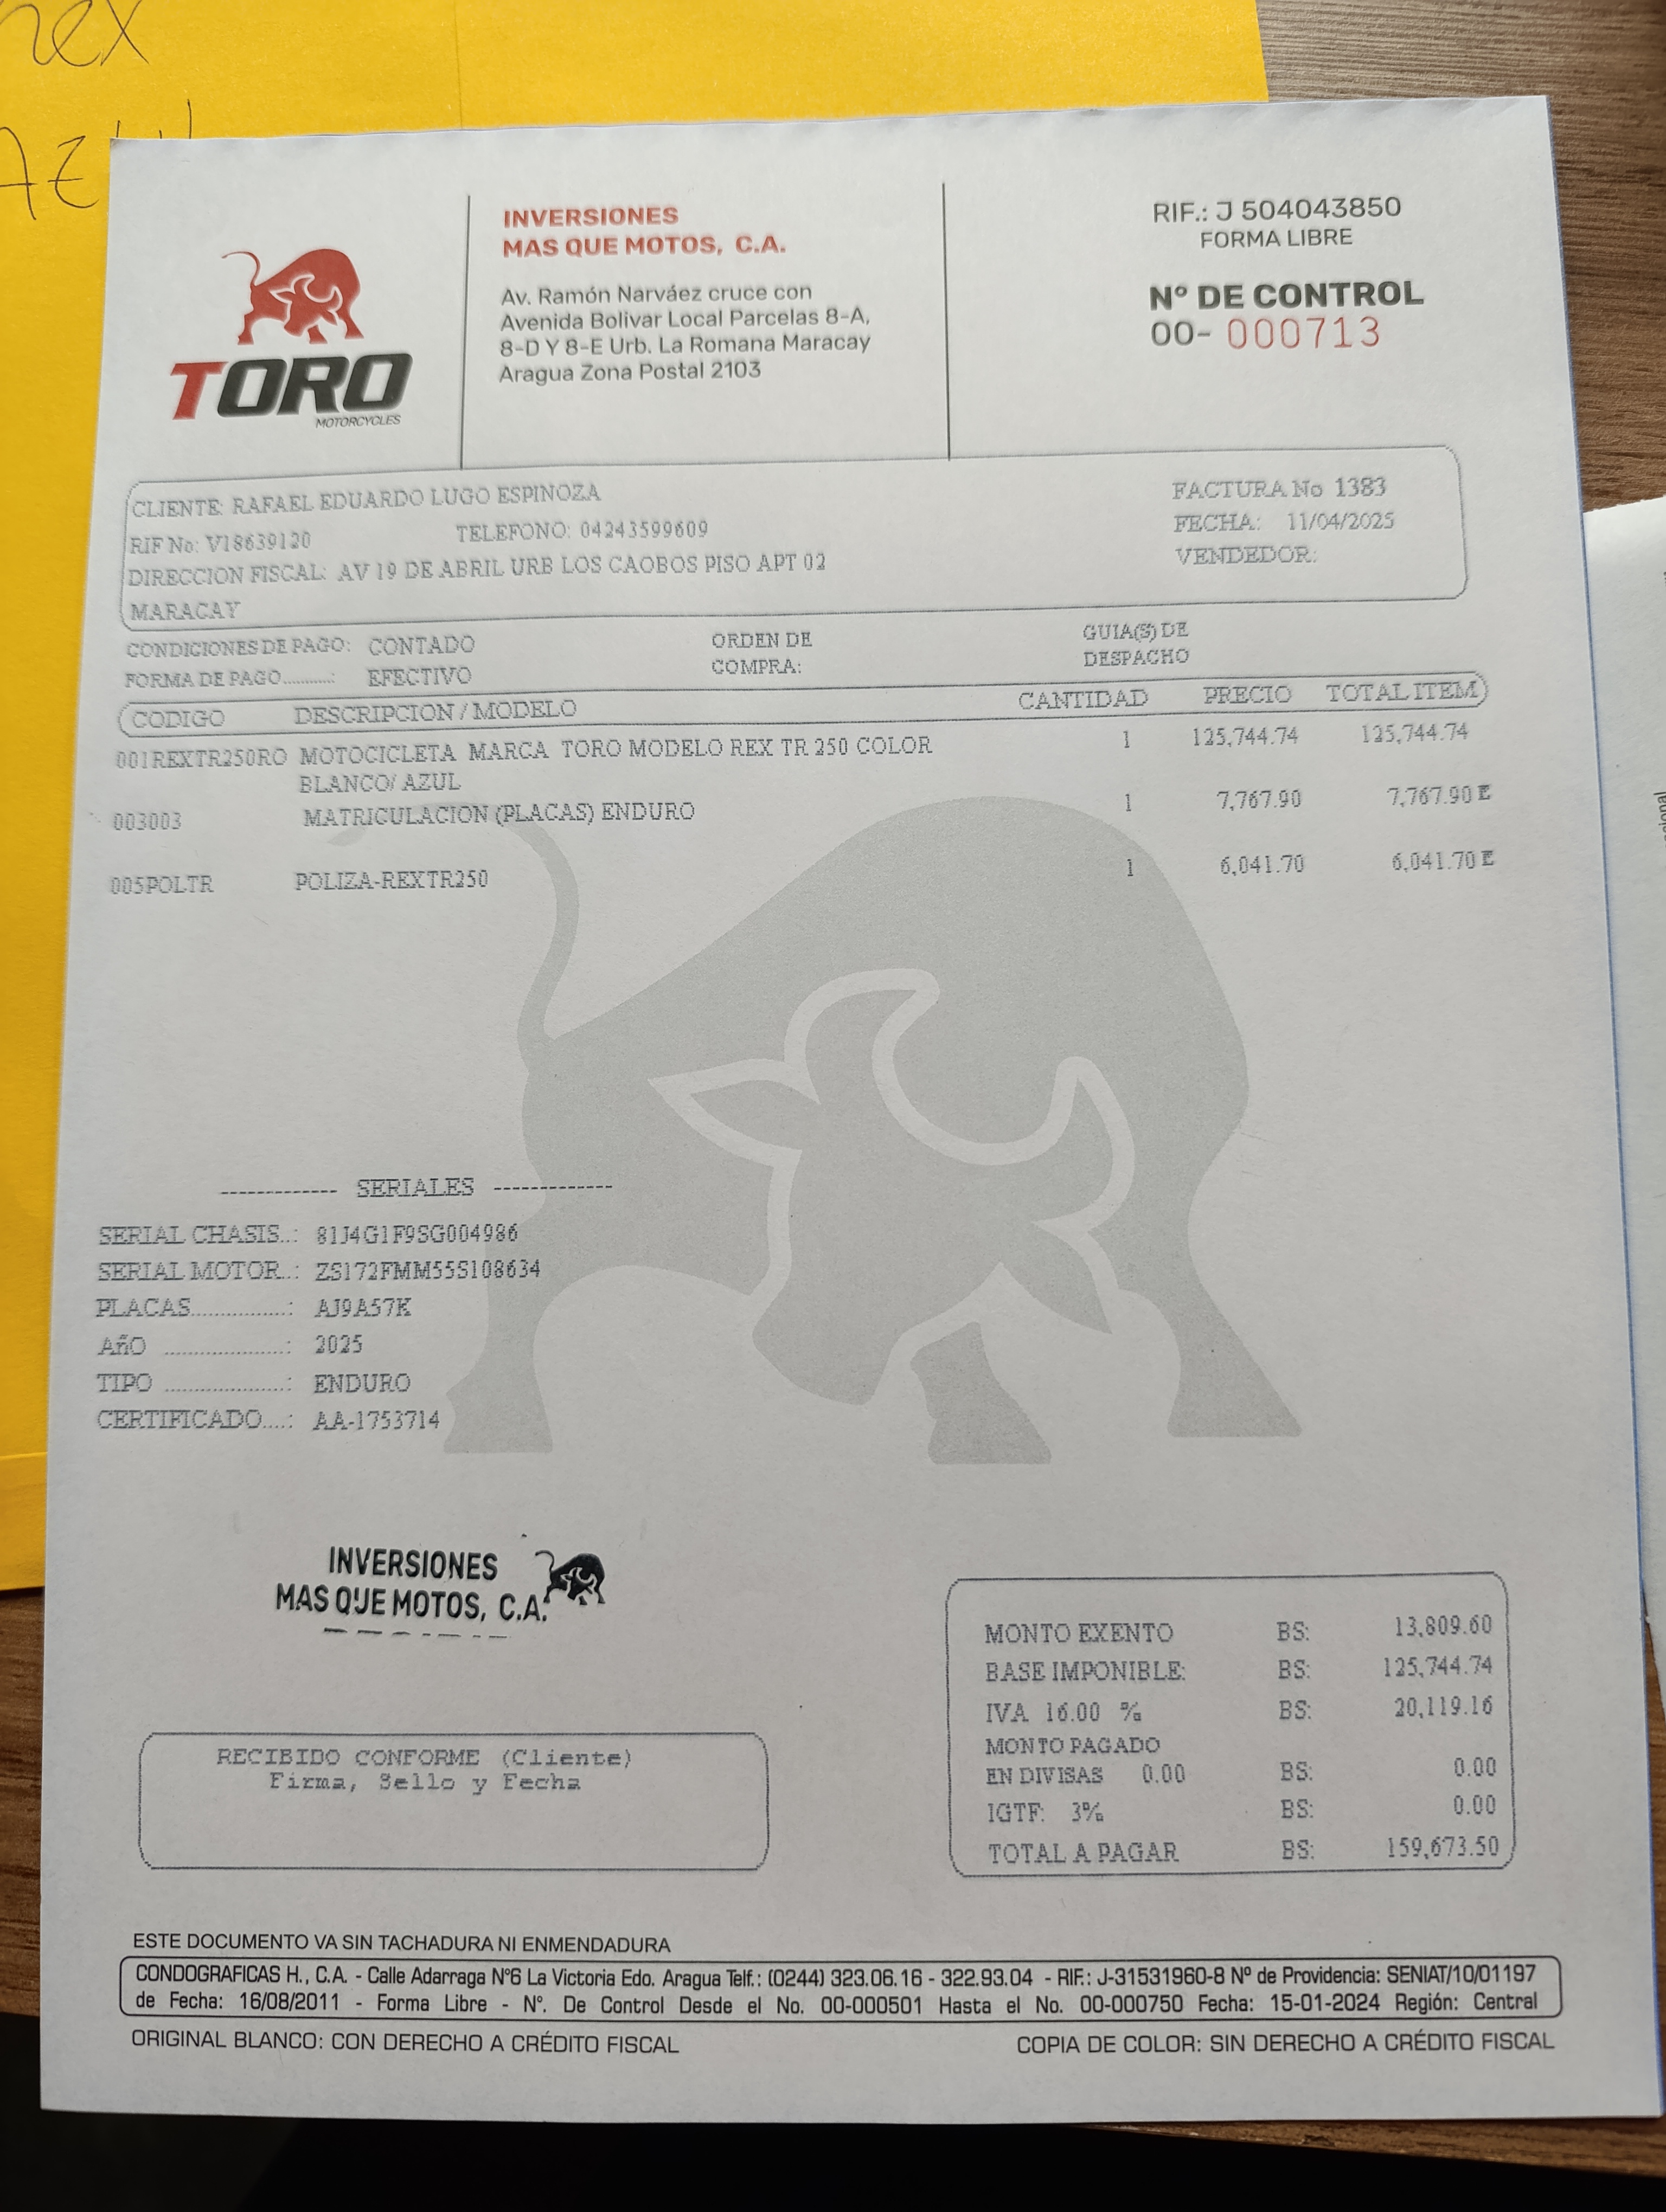 nex
TORO
MOTORCYCLES
INVERSIONES
MAS QUE MOTOS, C.A.
Av. Ramón Narváez cruce con
Avenida Bolivar Local Parcelas 8-A,
8-D Y 8-E Urb. La Romana Maracay
Aragua Zona Postal 2103
RIF.: J 504043850
FORMA LIBRE
Nº DE CONTROL
00- 000713
CLIENTE: RAFAEL EDUARDO LUGO ESPINOZA
RIF No: V18639120 TELEFONO: 04243599609
DIRECCION FISCAL: AV 19 DE ABRIL URB LOS CAOBOS PISO APT 02
MARACAY
FACTURA No 1383
FECHA: 11/04/2025
VENDEDOR:
CONDICIONES DE PAGO: CONTADO
FORMA DE PAGO...........: EFECTIVO
ORDEN DE
COMPRA:
GUIA(S) DE
DESPACHO
CODIGO DESCRIPCION / MODELO CANTIDAD PRECIO TOTAL ITEM
001REXTR250RO MOTOCICLETA MARCA TORO MODELO REX TR 250 COLOR 1 125,744.74 125,744.74
BLANCO/ AZUL
003003 MATRICULACION (PLACAS) ENDURO 1 7,767.90 7,767.90 E
005POLTR POLIZA-REXTR250 1 6,041.70 6,041.70 E
------------- SERIALES -------------
SERIAL CHASIS..: 81J4G1F9SG004986
SERIAL MOTOR..: ZS172FMM55S108634
PLACAS................: AJ9A57K
AñO ....................: 2025
TIPO ....................: ENDURO
CERTIFICADO....: AA-1753714
INVERSIONES
MAS QUE MOTOS, C.A.
RECIBIDO CONFORME (Cliente)
Firma, Sello y Fecha
MONTO EXENTO BS: 13,809.60
BASE IMPONIBLE: BS: 125,744.74
IVA 16.00 % BS: 20,119.16
MONTO PAGADO
EN DIVISAS 0.00 BS: 0.00
IGTF: 3% BS: 0.00
TOTAL A PAGAR BS: 159,673.50
ESTE DOCUMENTO VA SIN TACHADURA NI ENMENDADURA
CONDOGRAFICAS H., C.A. - Calle Adarraga Nº6 La Victoria Edo. Aragua Telf.: (0244) 323.06.16 - 322.93.04 - RIF.: J-31531960-8 Nº de Providencia: SENIAT/10/01197
de Fecha: 16/08/2011 - Forma Libre - Nº. De Control Desde el No. 00-000501 Hasta el No. 00-000750 Fecha: 15-01-2024 Región: Central
ORIGINAL BLANCO: CON DERECHO A CRÉDITO FISCAL
COPIA DE COLOR: SIN DERECHO A CRÉDITO FISCAL